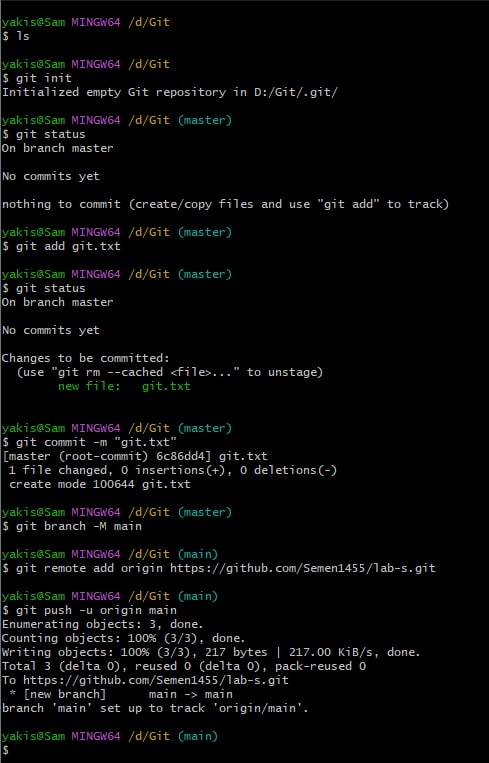 yakis@Sam MINGW64 /d/Git
$ ls
yakis@Sam MINGW64 /d/Git
$ git init
Initialized empty Git repository in D:/Git/.git/
yakis@Sam MINGW64 /d/Git (master)
$ git status
On branch master
No commits yet
nothing to commit (create/copy files and use "git add" to track)
yakis@Sam MINGW64 /d/Git (master)
$ git add git.txt
yakis@Sam MINGW64 /d/Git (master)
$ git status
On branch master
No commits yet
Changes to be committed:
  (use "git rm --cached <file>..." to unstage)
        new file:   git.txt
yakis@Sam MINGW64 /d/Git (master)
$ git commit -m "git.txt"
[master (root-commit) 6c86dd4] git.txt
 1 file changed, 0 insertions(+), 0 deletions(-)
 create mode 100644 git.txt
yakis@Sam MINGW64 /d/Git (master)
$ git branch -M main
yakis@Sam MINGW64 /d/Git (main)
$ git remote add origin https://github.com/Semen1455/lab-s.git
yakis@Sam MINGW64 /d/Git (main)
$ git push -u origin main
Enumerating objects: 3, done.
Counting objects: 100% (3/3), done.
Writing objects: 100% (3/3), 217 bytes | 217.00 KiB/s, done.
Total 3 (delta 0), reused 0 (delta 0), pack-reused 0
To https://github.com/Semen1455/lab-s.git
 * [new branch]      main -> main
branch 'main' set up to track 'origin/main'.
yakis@Sam MINGW64 /d/Git (main)
$